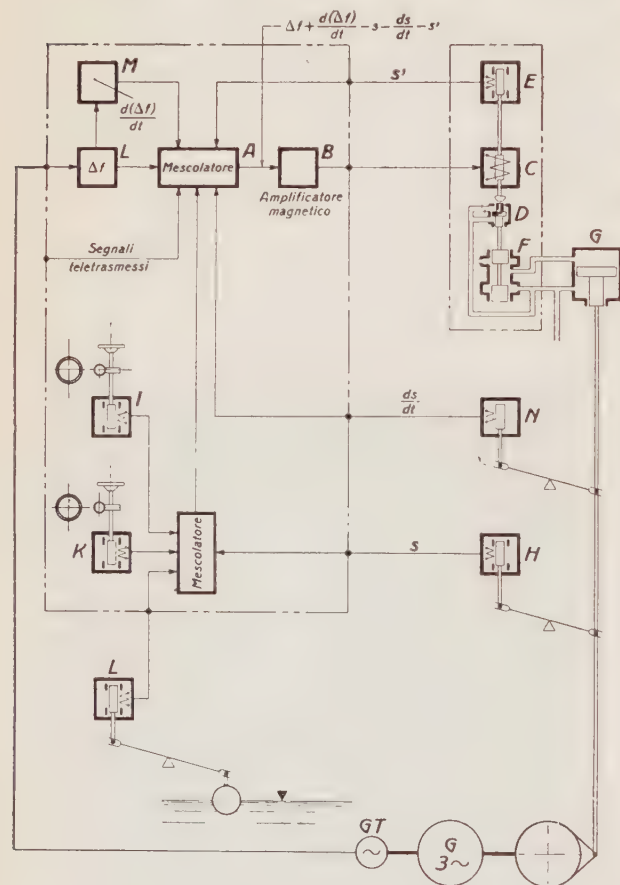 - Δf + d(Δf)/dt - s - ds/dt - s'
M
d(Δf)/dt
s'
E
Δf
L
Mescolatore
A
B
C
Amplificatore
magnetico
D
Segnali
teletrasmessi
F
G
I
ds/dt
N
K
Mescolatore
s
H
L
GT
G
3~